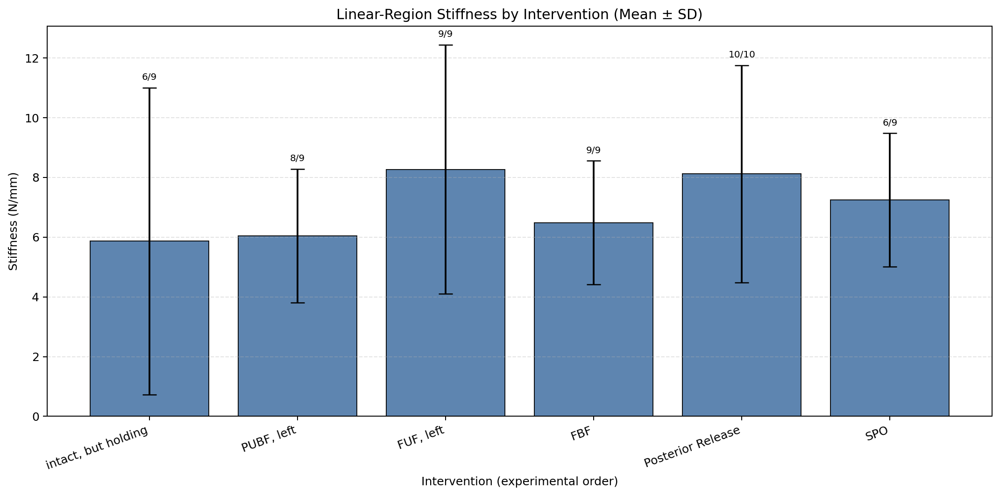 Linear-Region Stiffness by Intervention (Mean ± SD)
9/9
12
10/10
6/9
10
6/9
8/9
9/9
8
6
4
2
0
Stiffness (N/mm)
intact, but holding
PUBF, left
FUF, left
FBF
Posterior Release
SPO
Intervention (experimental order)